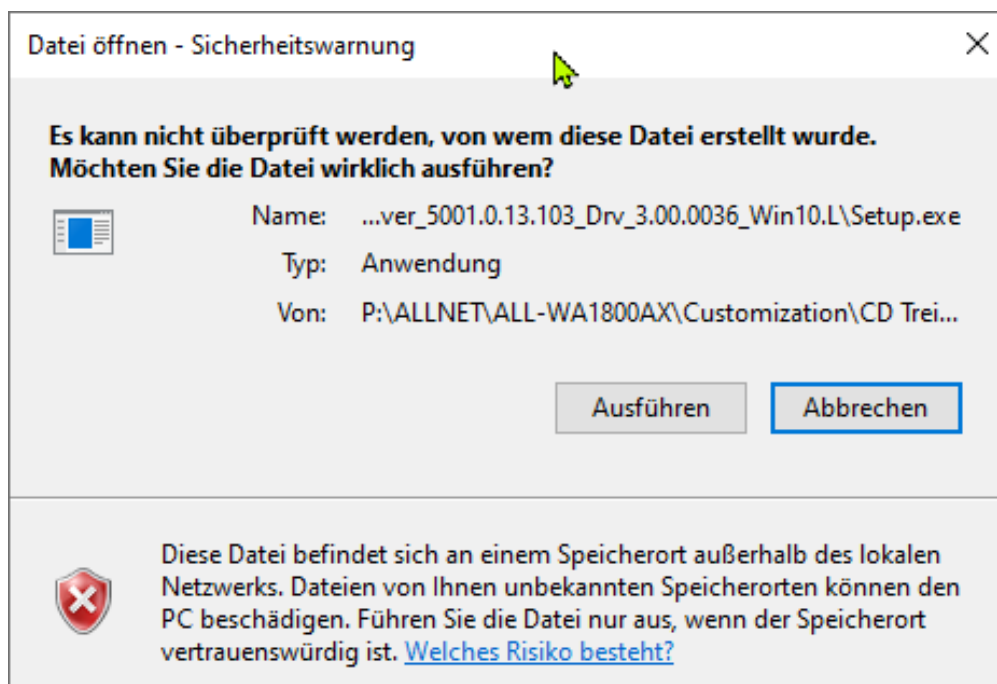 Datei öffnen - Sicherheitswarnung
Es kann nicht überprüft werden, von wem diese Datei erstellt wurde.
Möchten Sie die Datei wirklich ausführen?
Name: ...ver_5001.0.13.103_Drv_3.00.0036_Win10.L\Setup.exe
Typ: Anwendung
Von: P:\ALLNET\ALL-WA1800AX\Customization\CD Trei...
Ausführen Abbrechen
Diese Datei befindet sich an einem Speicherort außerhalb des lokalen
Netzwerks. Dateien von Ihnen unbekannten Speicherorten können den
PC beschädigen. Führen Sie die Datei nur aus, wenn der Speicherort
vertrauenswürdig ist. Welches Risiko besteht?